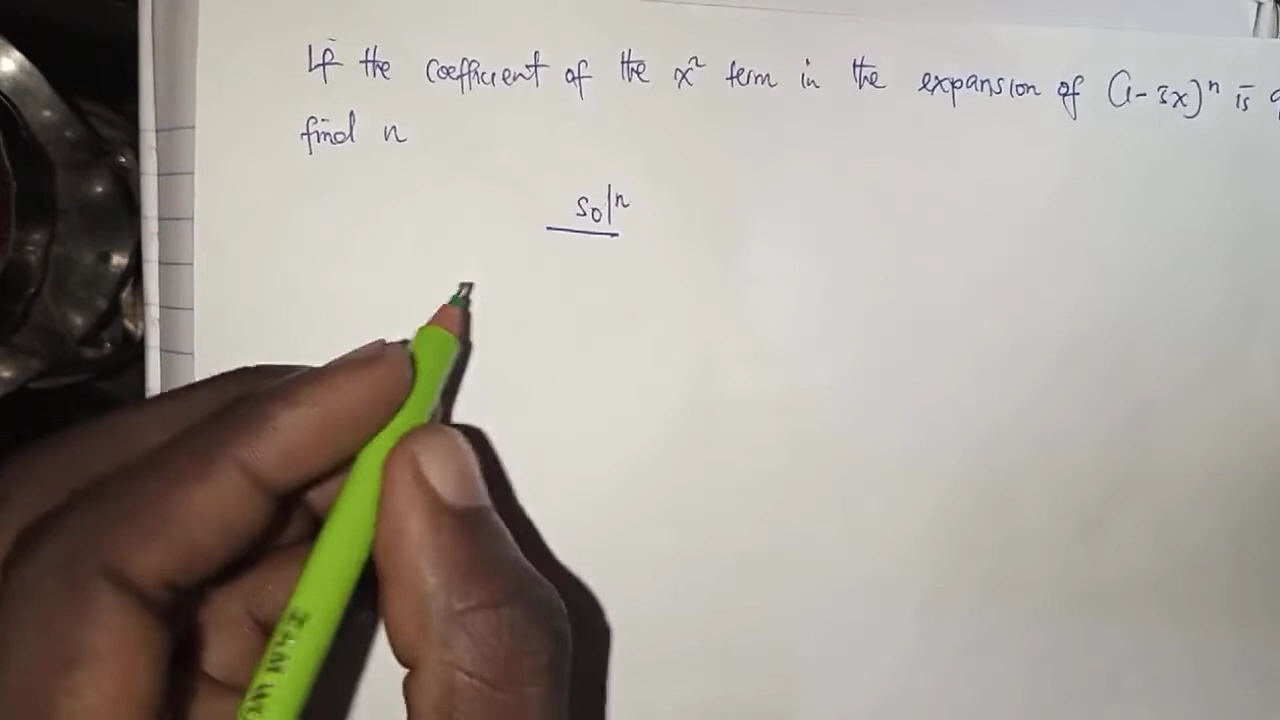 If the coefficient of the x² term in the expansion of (1-3x)ⁿ is
find n
Solⁿ